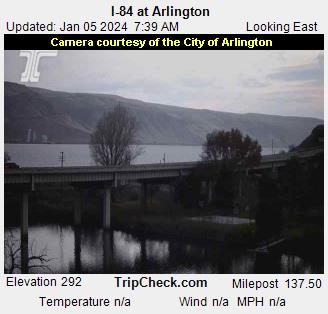 I-84 at Arlington
Updated: Jan 05 2024 7:39 AM Looking East
Camera courtesy of the City of Arlington
Elevation 292 TripCheck.com Milepost 137.50
Temperature n/a Wind n/a MPH n/a